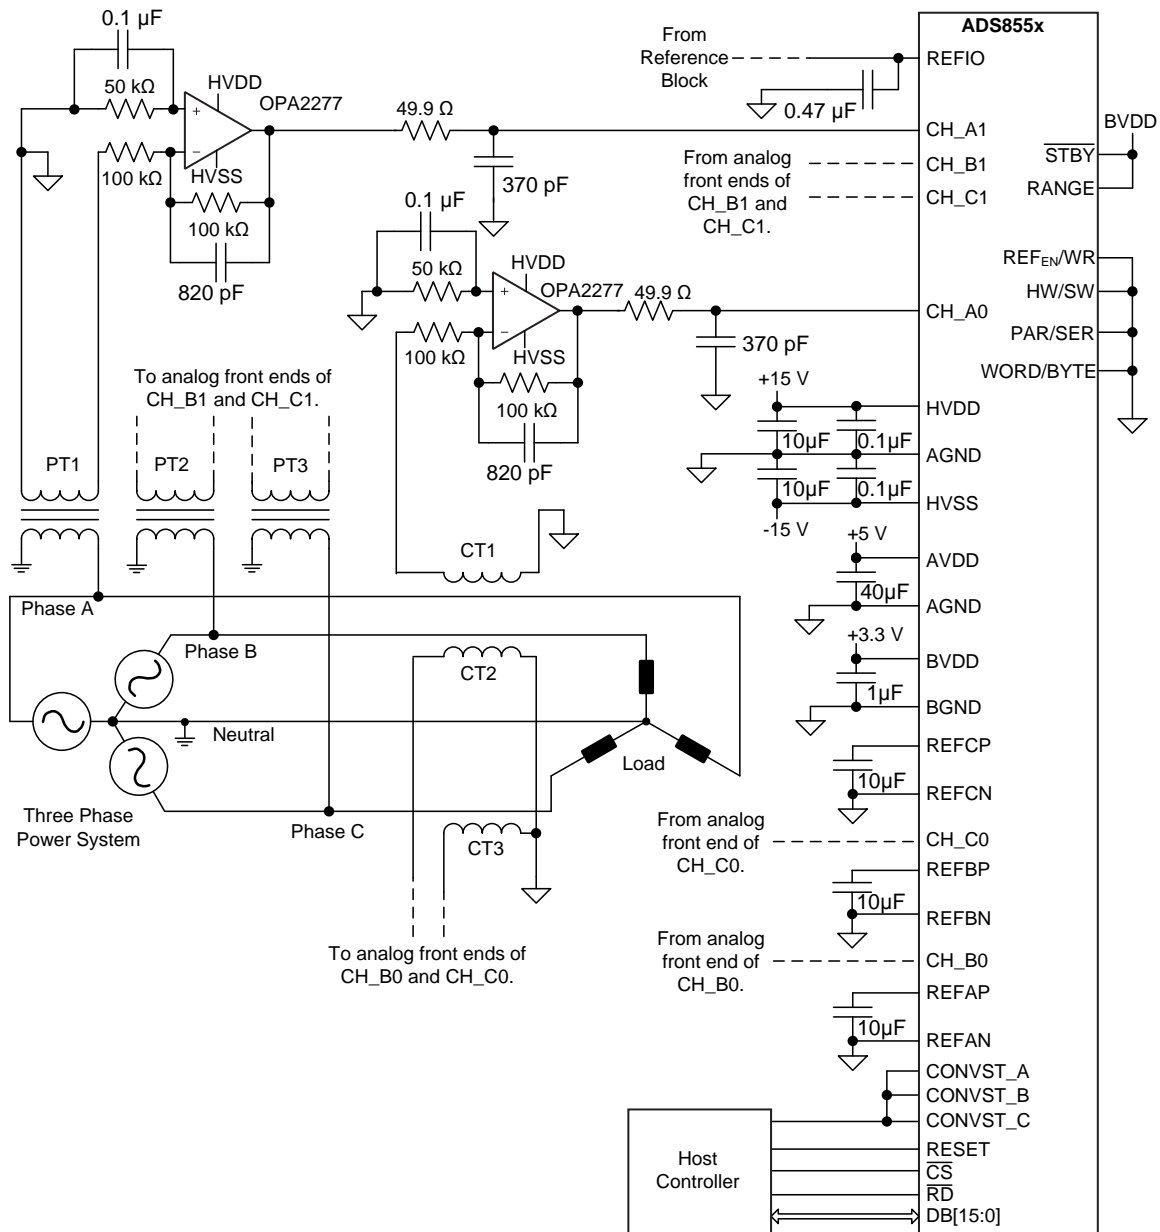 0.1 µF
50 kΩ
HVDD
OPA2277
100 kΩ
HVSS
100 kΩ
820 pF
49.9 Ω
370 pF
From
Reference
Block
0.47 µF
ADS855x
REFIO
CH_A1
From analog
front ends of
CH_B1 and
CH_C1.
CH_B1
CH_C1
BVDD
STBY
RANGE
0.1 µF
50 kΩ
HVDD
OPA2277
100 kΩ
HVSS
100 kΩ
820 pF
49.9 Ω
370 pF
CH_A0
REFEN/WR
HW/SW
PAR/SER
WORD/BYTE
To analog front ends of
CH_B1 and CH_C1.
PT1
PT2
PT3
+15 V
HVDD
10µF
0.1µF
AGND
10µF
0.1µF
HVSS
-15 V
CT1
+5 V
AVDD
40µF
AGND
Phase A
Phase B
CT2
+3.3 V
BVDD
1µF
BGND
Neutral
Load
REFCP
10µF
REFCN
Three Phase
Power System
Phase C
CT3
From analog
front end of
CH_C0.
CH_C0
REFBP
10µF
REFBN
To analog front ends of
CH_B0 and CH_C0.
From analog
front end of
CH_B0.
CH_B0
REFAP
10µF
REFAN
CONVST_A
CONVST_B
CONVST_C
Host
Controller
RESET
CS
RD
DB[15:0]